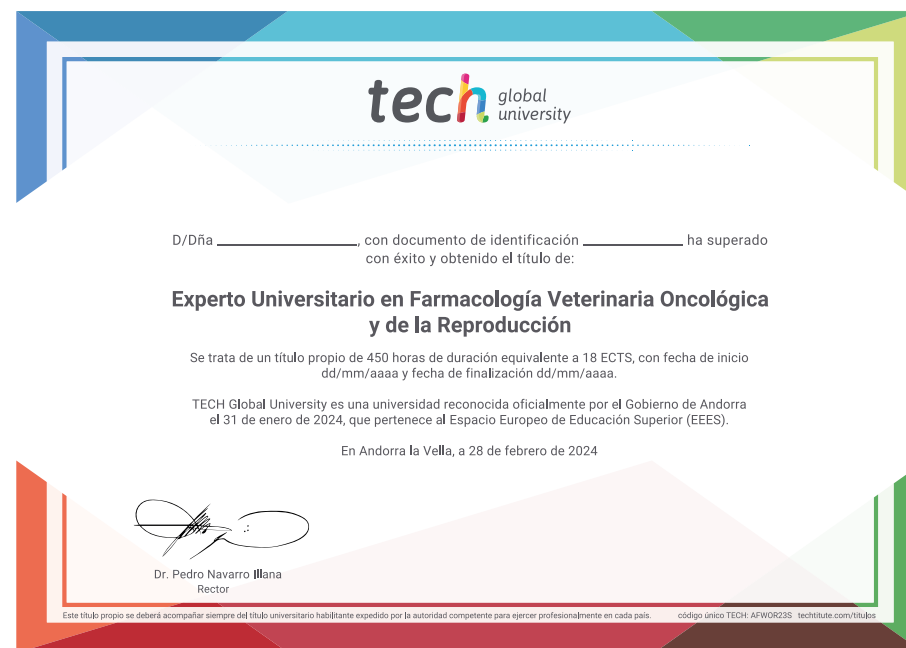 tech global university
D/Dña ____________________, con documento de identificación ______________ ha superado
con éxito y obtenido el título de:
Experto Universitario en Farmacología Veterinaria Oncológica
y de la Reproducción
Se trata de un título propio de 450 horas de duración equivalente a 18 ECTS, con fecha de inicio
dd/mm/aaaa y fecha de finalización dd/mm/aaaa.
TECH Global University es una universidad reconocida oficialmente por el Gobierno de Andorra
el 31 de enero de 2024, que pertenece al Espacio Europeo de Educación Superior (EEES).
En Andorra la Vella, a 28 de febrero de 2024
Dr. Pedro Navarro Illana
Rector
Este título propio se deberá acompañar siempre del título universitario habilitante expedido por la autoridad competente para ejercer profesionalmente en cada país. código único TECH: AFWOR23S techtitute.com/titulos